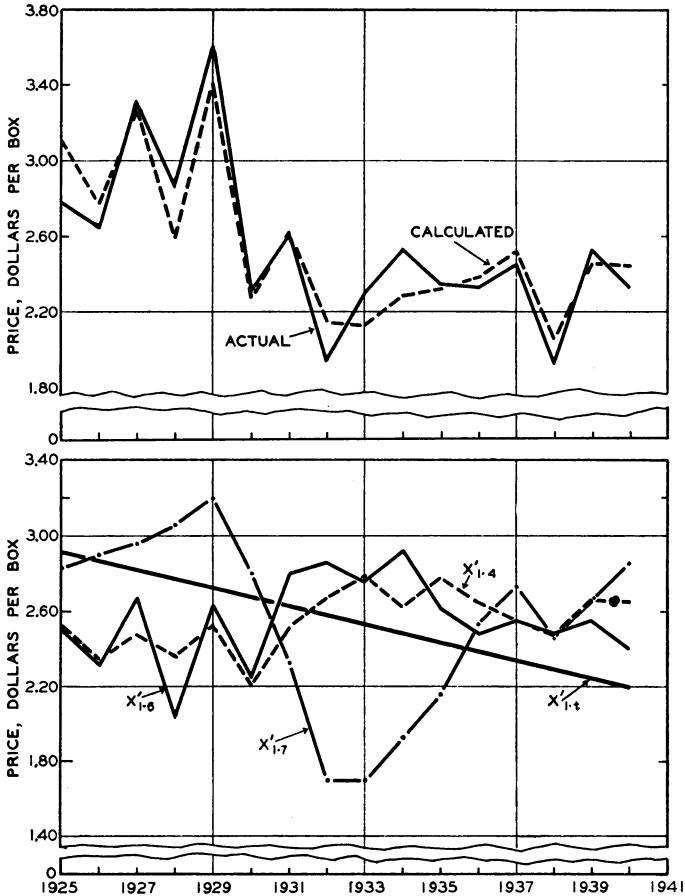 3.80
3.40
3.00
2.60
2.20
1.80
0
PRICE, DOLLARS PER BOX
CALCULATED
ACTUAL
3.40
3.00
2.60
2.20
1.80
1.40
0
PRICE, DOLLARS PER BOX
X'1.4
X'1.6
X'1.7
X'1.t
1925 1927 1929 1931 1933 1935 1937 1939 1941